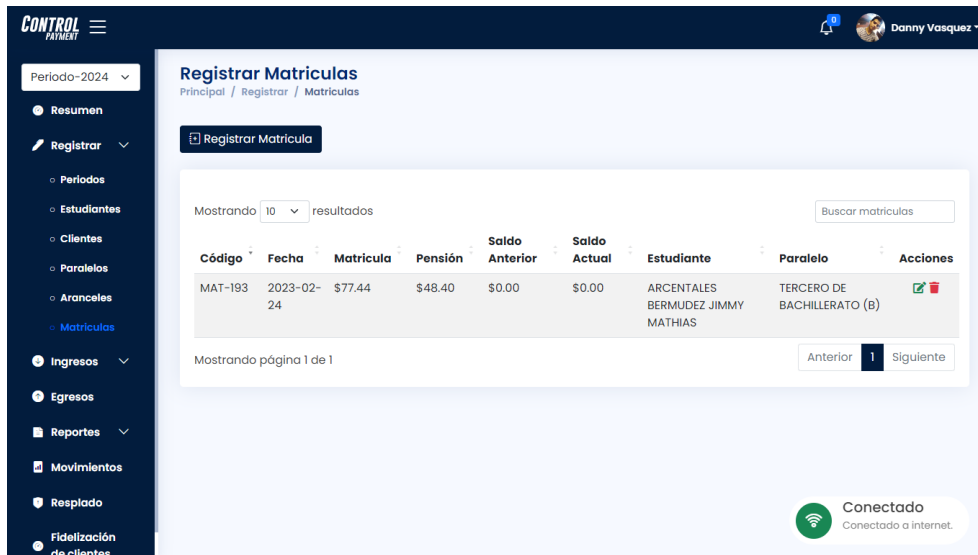 CONTROL
PAYMENT
0
Danny Vasquez
Periodo-2024
Resumen
Registrar
Periodos
Estudiantes
Clientes
Paralelos
Aranceles
Matriculas
Ingresos
Egresos
Reportes
Movimientos
Resplado
Fidelización
de clientes
Registrar Matriculas
Principal / Registrar / Matriculas
Registrar Matricula
Mostrando 10 resultados
Buscar matriculas
Código Fecha Matricula Pensión Saldo Anterior Saldo Actual Estudiante Paralelo Acciones
MAT-193 2023-02- $77.44 $48.40 $0.00 $0.00 ARCENTALES TERCERO DE
24 BERMUDEZ JIMMY BACHILLERATO (B)
MATHIAS
Mostrando página 1 de 1
Anterior 1 Siguiente
Conectado
Conectado a internet.